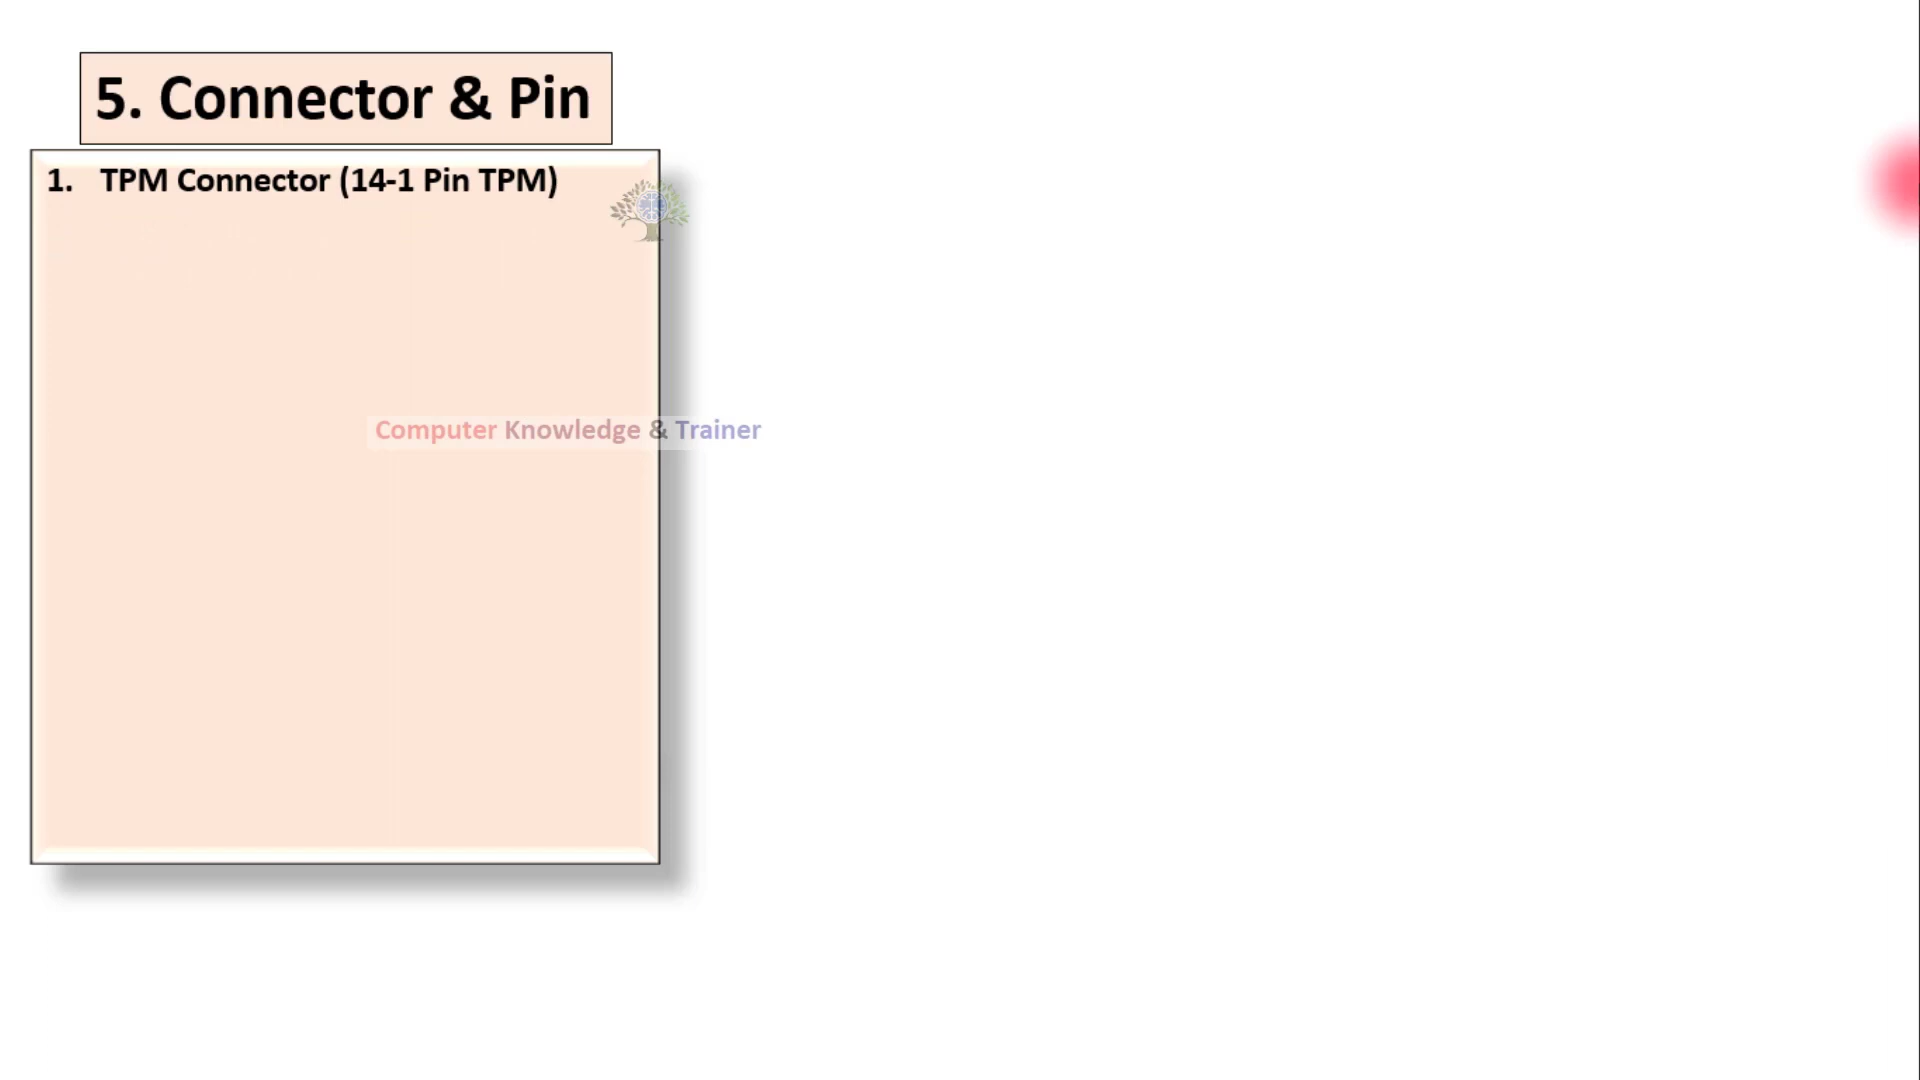 5. Connector & Pin
1. TPM Connector (14-1 Pin TPM)
Computer Knowledge & Trainer